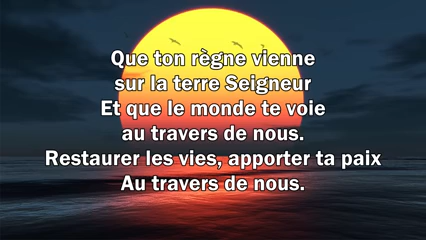 Que ton règne vienne
sur la terre Seigneur
Et que le monde te voie
au travers de nous.
Restaurer les vies, apporter ta paix
Au travers de nous.